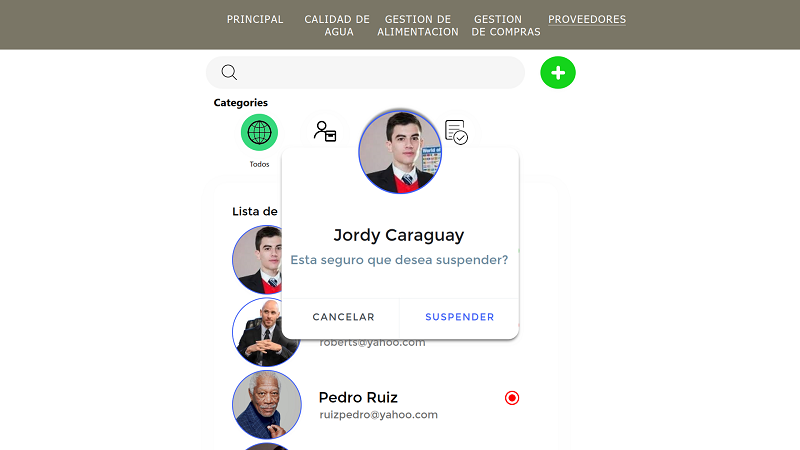 PRINCIPAL
CALIDAD DE
AGUA
GESTION DE
ALIMENTACION
GESTION
DE COMPRAS
PROVEEDORES
Categories
Todos
Lista de
Jordy Caraguay
Esta seguro que desea suspender?
CANCELAR
SUSPENDER
roberts@yahoo.com
Pedro Ruiz
ruizpedro@yahoo.com